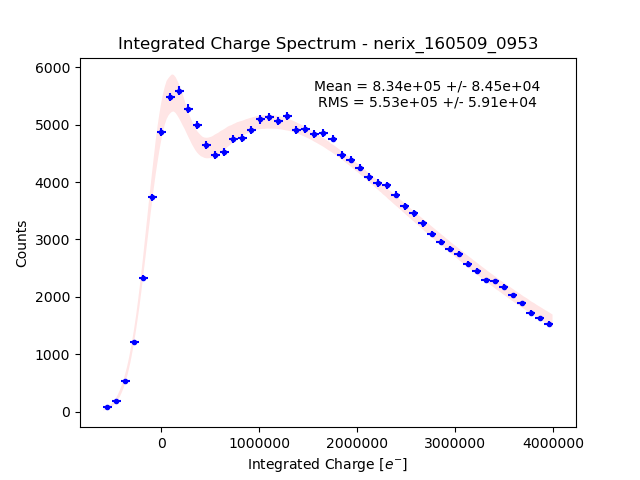 Integrated Charge Spectrum - nerix_160509_0953
Mean = 8.34e+05 +/- 8.45e+04
RMS = 5.53e+05 +/- 5.91e+04
6000
5000
4000
3000
2000
1000
0
Counts
0 1000000 2000000 3000000 4000000
Integrated Charge [e⁻]